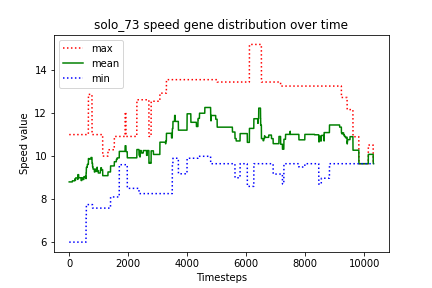 solo_73 speed gene distribution over time
max
mean
min
Speed value
14
12
10
8
6
0
2000
4000
6000
8000
10000
Timesteps